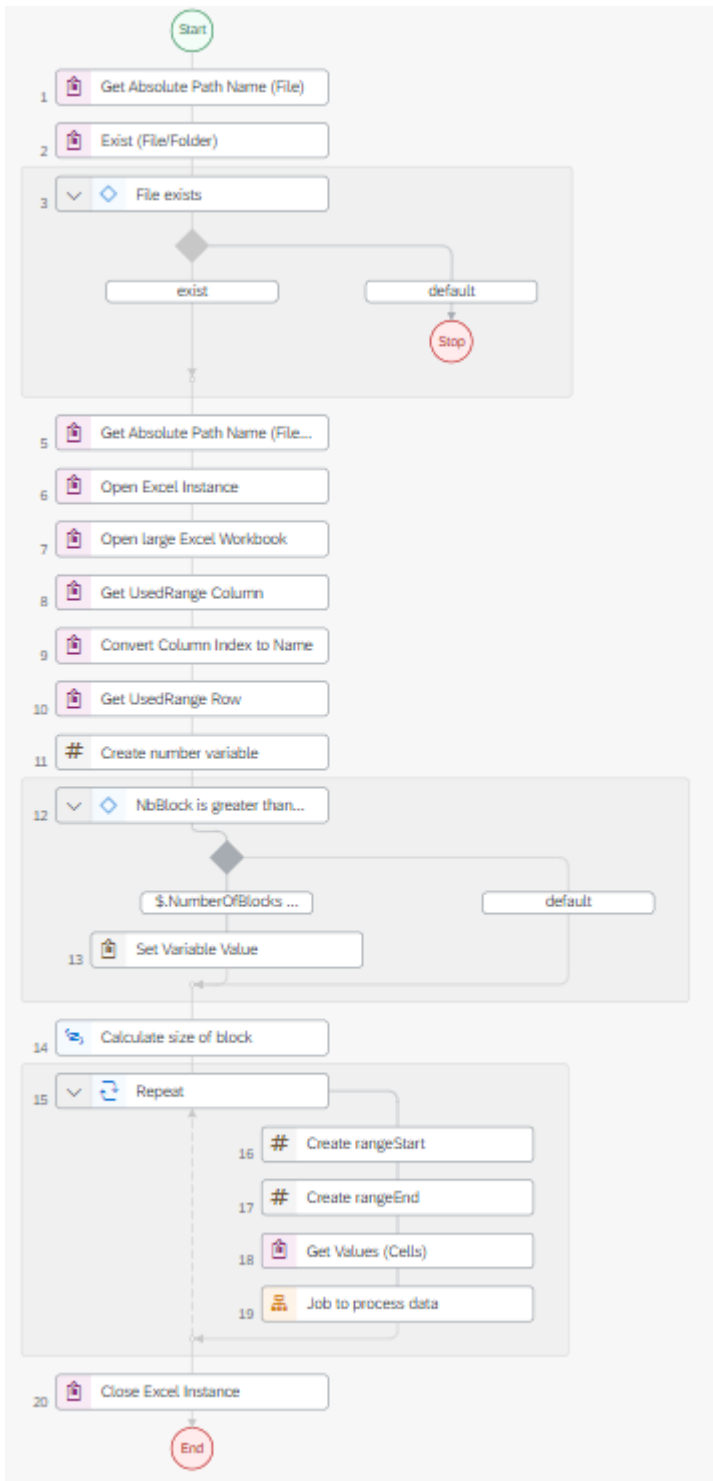 Start
1 Get Absolute Path Name (File)
2 Exist (File/Folder)
3 File exists
exist default
Stop
5 Get Absolute Path Name (File...
6 Open Excel Instance
7 Open large Excel Workbook
8 Get UsedRange Column
9 Convert Column Index to Name
10 Get UsedRange Row
11 # Create number variable
12 NbBlock is greater than...
$.NumberOfBlocks ... default
13 Set Variable Value
14 Calculate size of block
15 Repeat
16 # Create rangeStart
17 # Create rangeEnd
18 Get Values (Cells)
19 Job to process data
20 Close Excel Instance
End